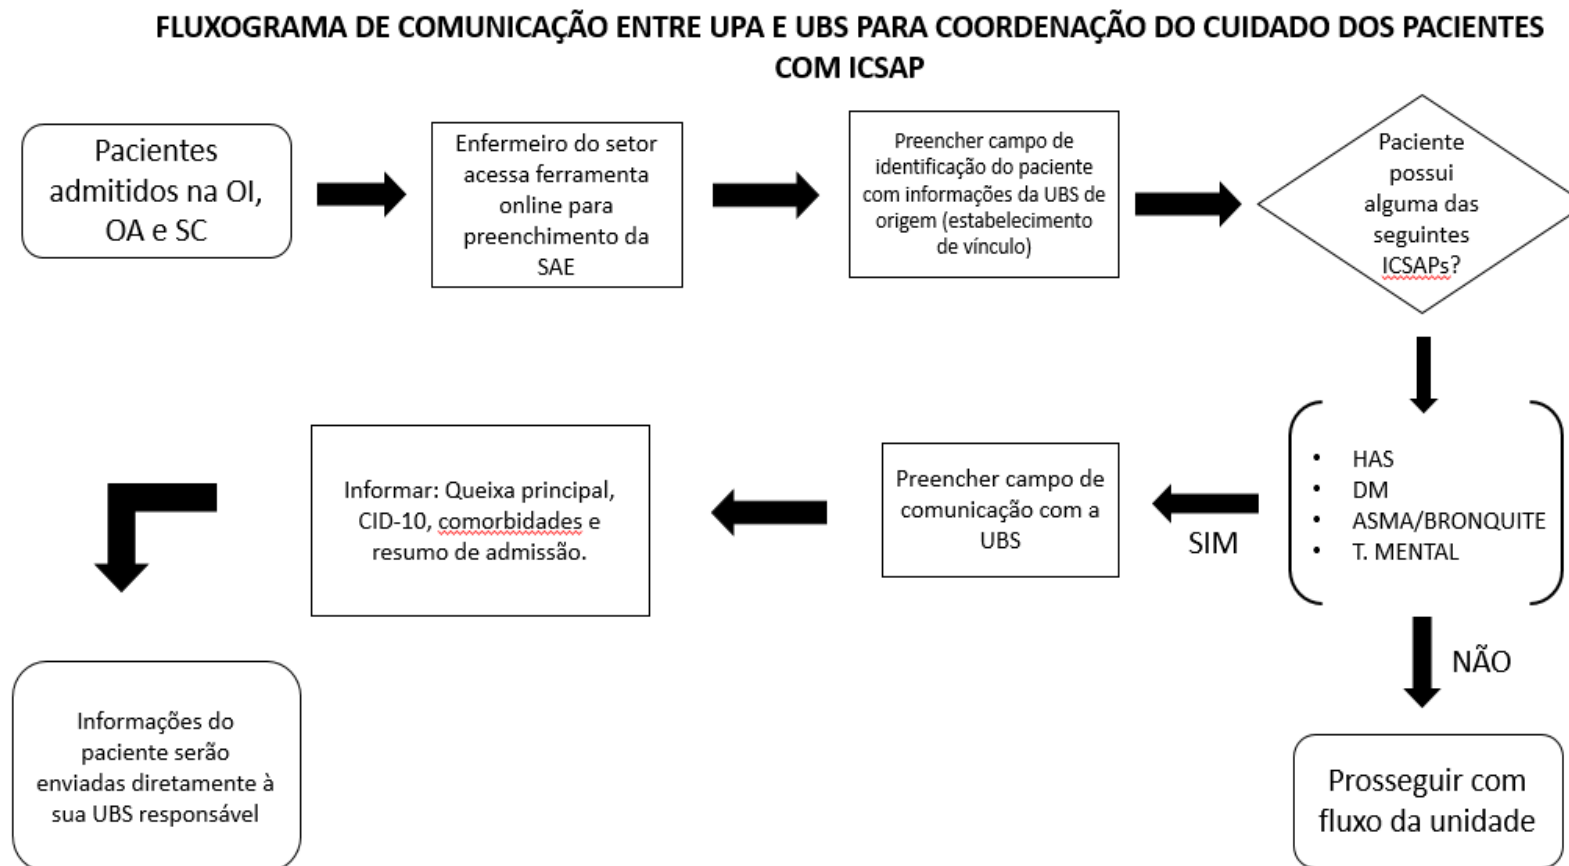 FLUXOGRAMA DE COMUNICAÇÃO ENTRE UPA E UBS PARA COORDENAÇÃO DO CUIDADO DOS PACIENTES
COM ICSAP
Pacientes
admitidos na OI,
OA e SC
Enfermeiro do setor
acessa ferramenta
online para
preenchimento da
SAE
Preencher campo de
identificação do paciente
com informações da UBS de
origem (estabelecimento
de vínculo)
Paciente
possui
alguma das
seguintes
ICSAPs?
• HAS
• DM
• ASMA/BRONQUITE
• T. MENTAL
SIM
Preencher campo de
comunicação com a
UBS
Informar: Queixa principal,
CID-10, comorbidades e
resumo de admissão.
Informações do
paciente serão
enviadas diretamente à
sua UBS responsável
NÃO
Prosseguir com
fluxo da unidade